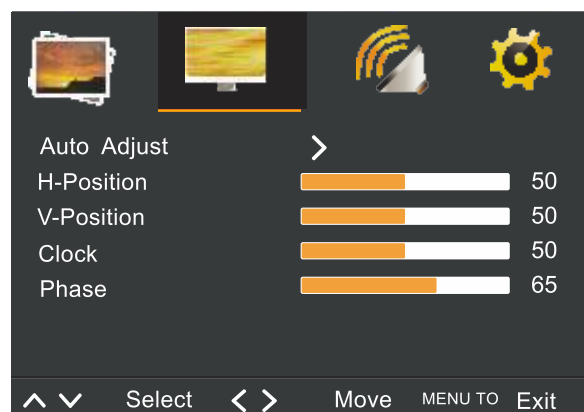 Auto Adjust
H-Position 50
V-Position 50
Clock 50
Phase 65
Select Move MENU TO Exit